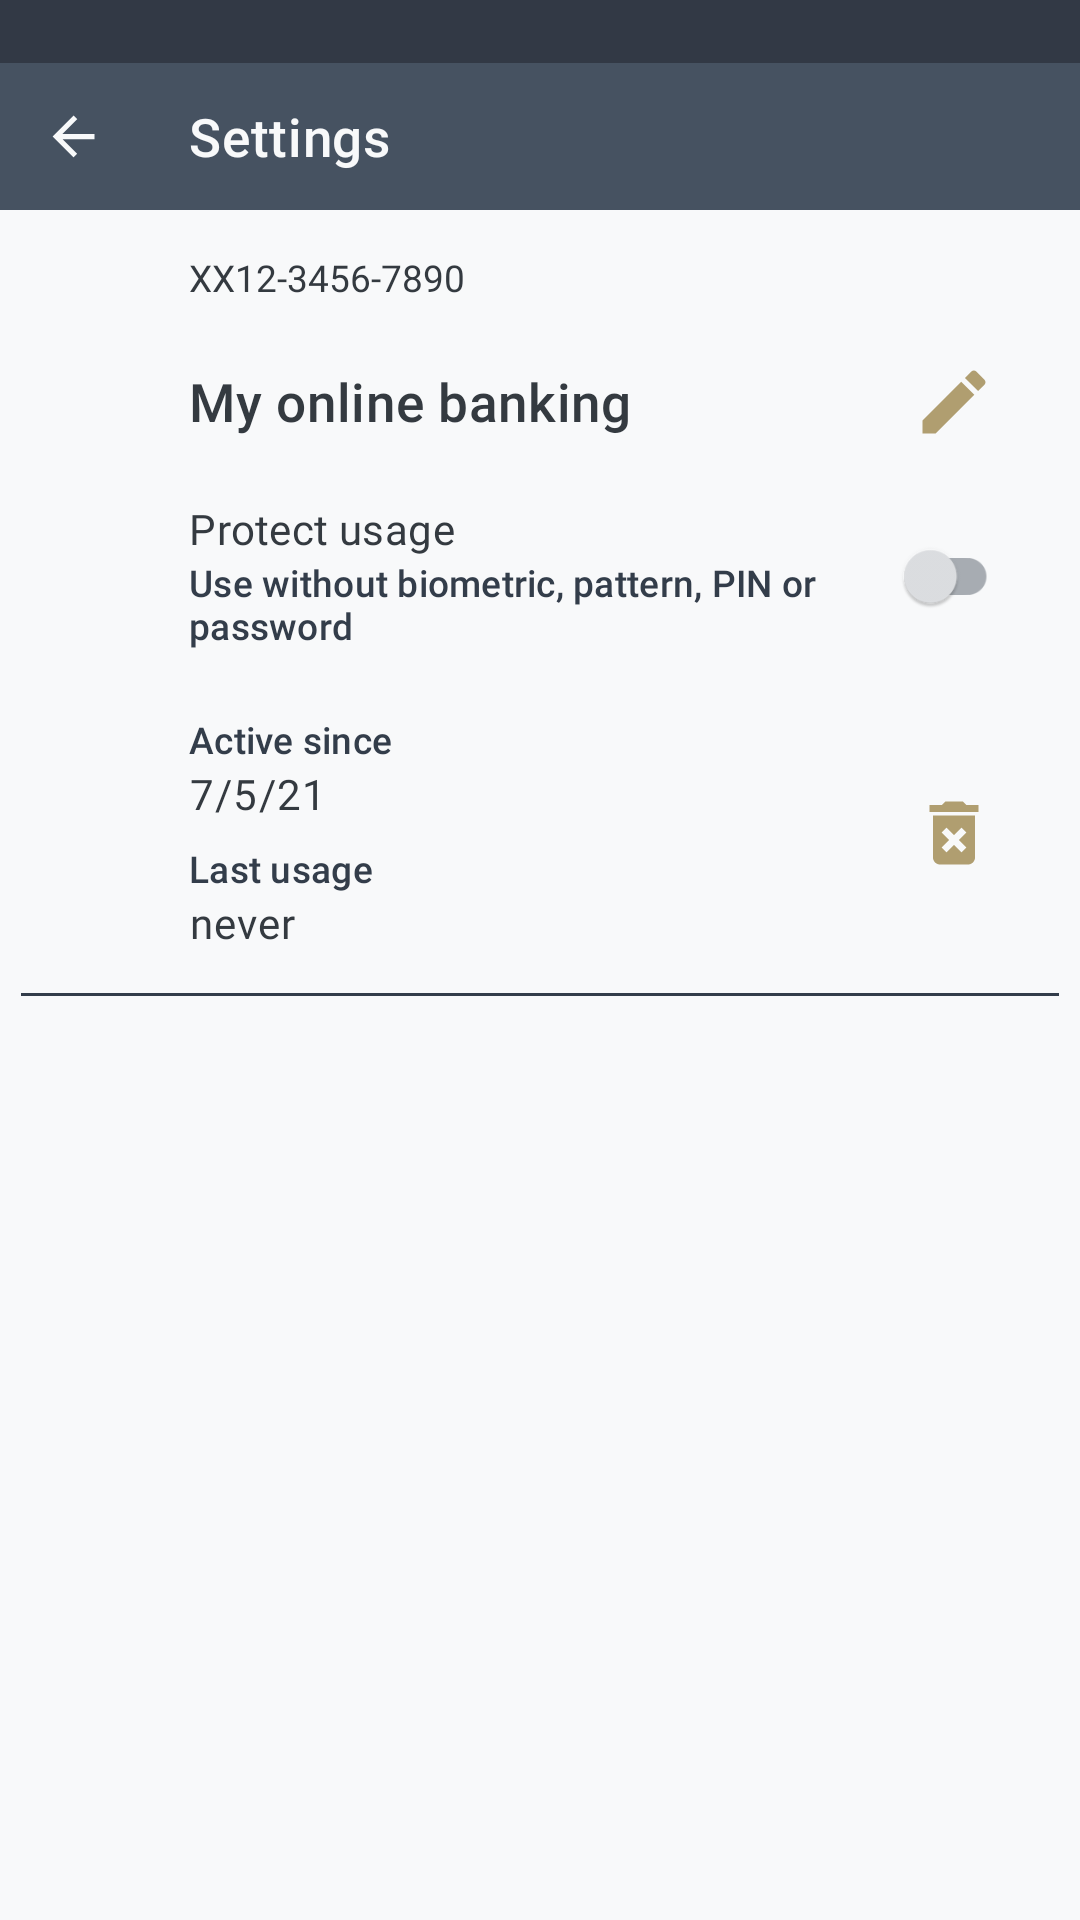 Settings
XX12-3456-7890
My online banking
Protect usage
Use without biometric, pattern, PIN or
password
Active since
7/5/21
Last usage
never